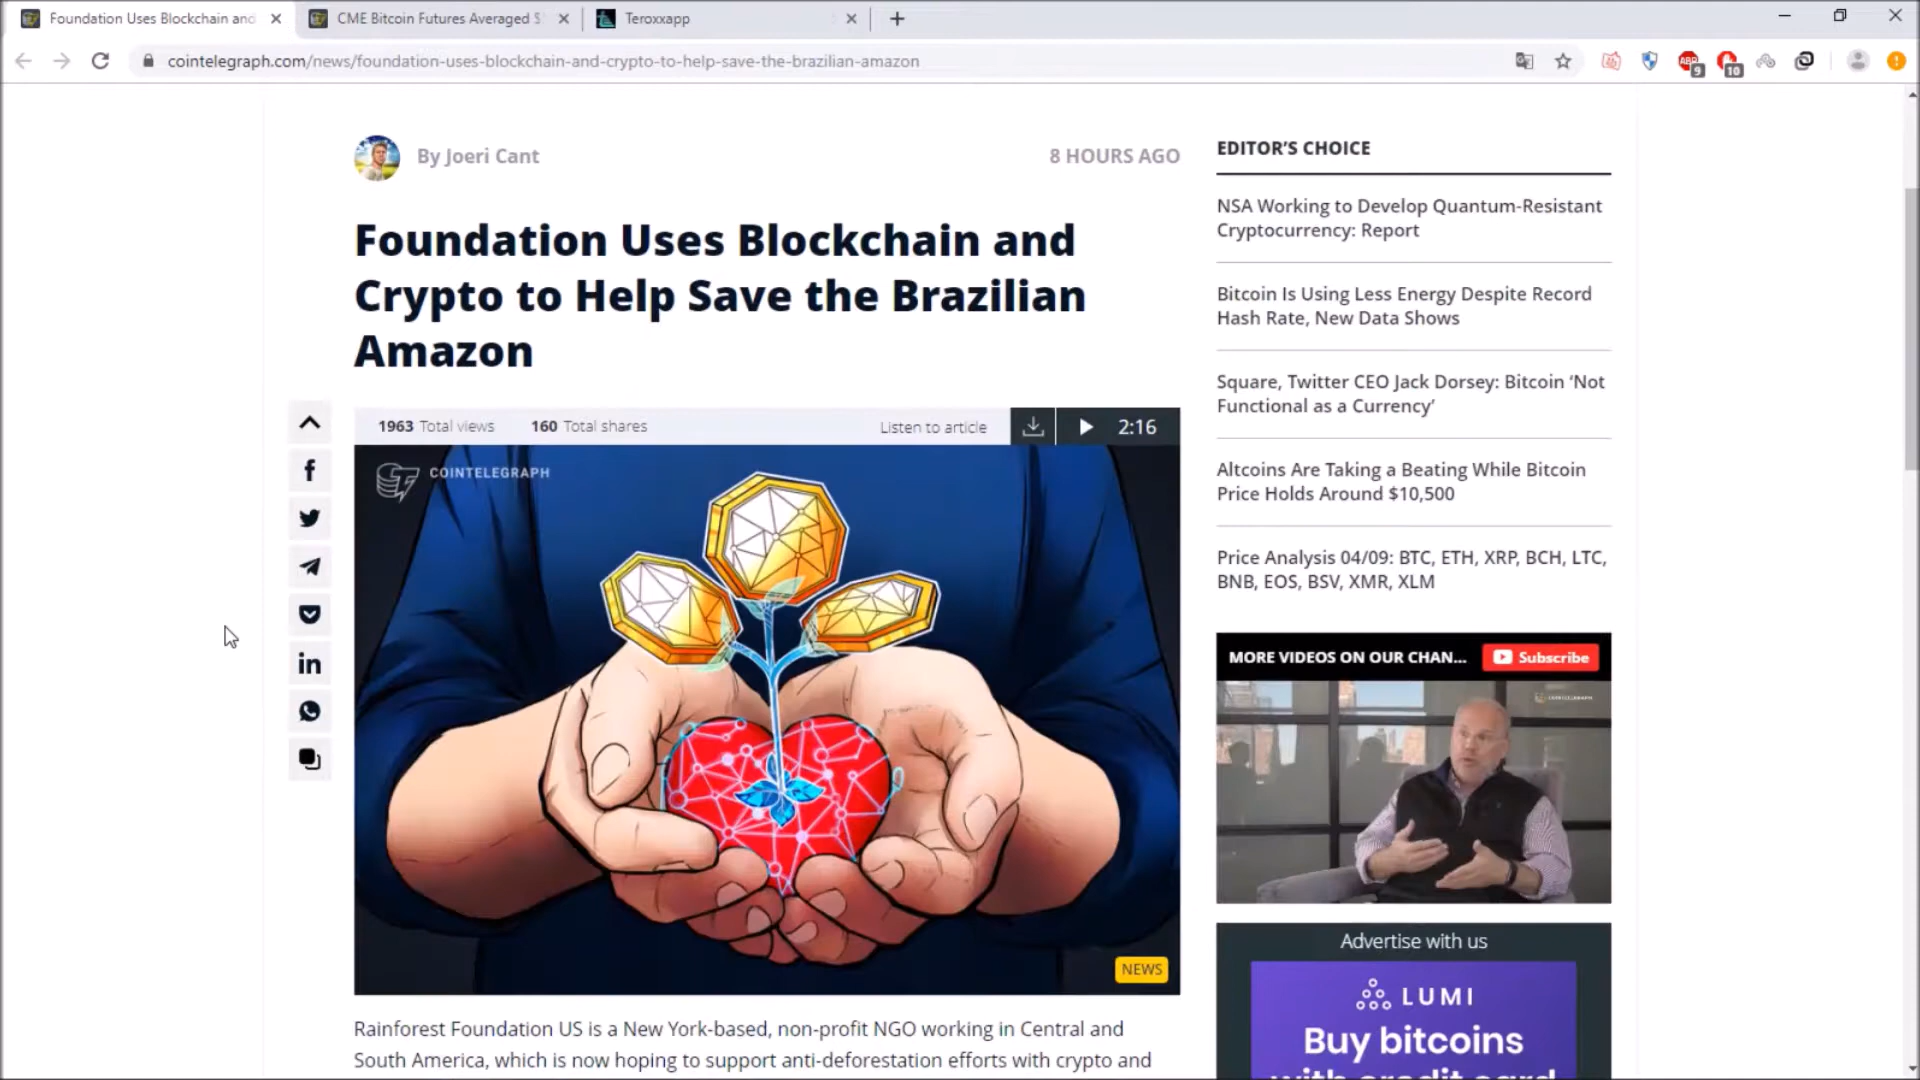 Foundation Uses Blockchain and
CME Bitcoin Futures Averaged $
Teroxxapp
cointelegraph.com/news/foundation-uses-blockchain-and-crypto-to-help-save-the-brazilian-amazon
ABP
9
10
By Joeri Cant
8 HOURS AGO
Foundation Uses Blockchain and
Crypto to Help Save the Brazilian
Amazon
1963 Total views
160 Total shares
Listen to article
2:16
COINTELEGRAPH
NEWS
Rainforest Foundation US is a New York-based, non-profit NGO working in Central and
South America, which is now hoping to support anti-deforestation efforts with crypto and
EDITOR'S CHOICE
NSA Working to Develop Quantum-Resistant
Cryptocurrency: Report
Bitcoin Is Using Less Energy Despite Record
Hash Rate, New Data Shows
Square, Twitter CEO Jack Dorsey: Bitcoin ‘Not
Functional as a Currency’
Altcoins Are Taking a Beating While Bitcoin
Price Holds Around $10,500
Price Analysis 04/09: BTC, ETH, XRP, BCH, LTC,
BNB, EOS, BSV, XMR, XLM
MORE VIDEOS ON OUR CHAN...
Subscribe
COINTELEGRAPH
Advertise with us
LUMI
Buy bitcoins
with credit card